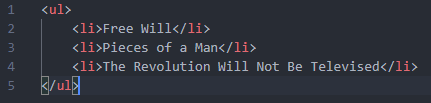 1 <ul>
2     <li>Free Will</li>
3     <li>Pieces of a Man</li>
4     <li>The Revolution Will Not Be Televised</li>
5 </ul>